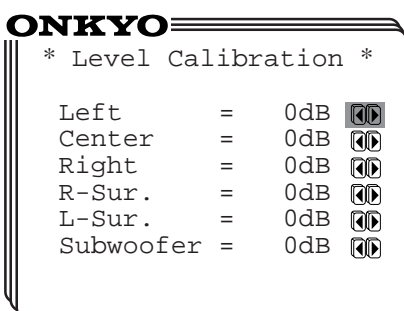 ONKYO
* Level Calibration *
Left = 0dB
Center = 0dB
Right = 0dB
R-Sur. = 0dB
L-Sur. = 0dB
Subwoofer = 0dB